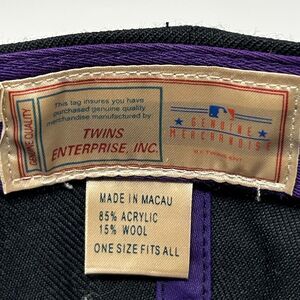 GENUINE QUALITY
This tag insures you have
purchased genuine quality
merchandise manufactured by
TWINS
ENTERPRISE, INC.
GENUINE
MERCHANDISE
MADE IN MACAU
85% ACRYLIC
15% WOOL
ONE SIZE FITS ALL